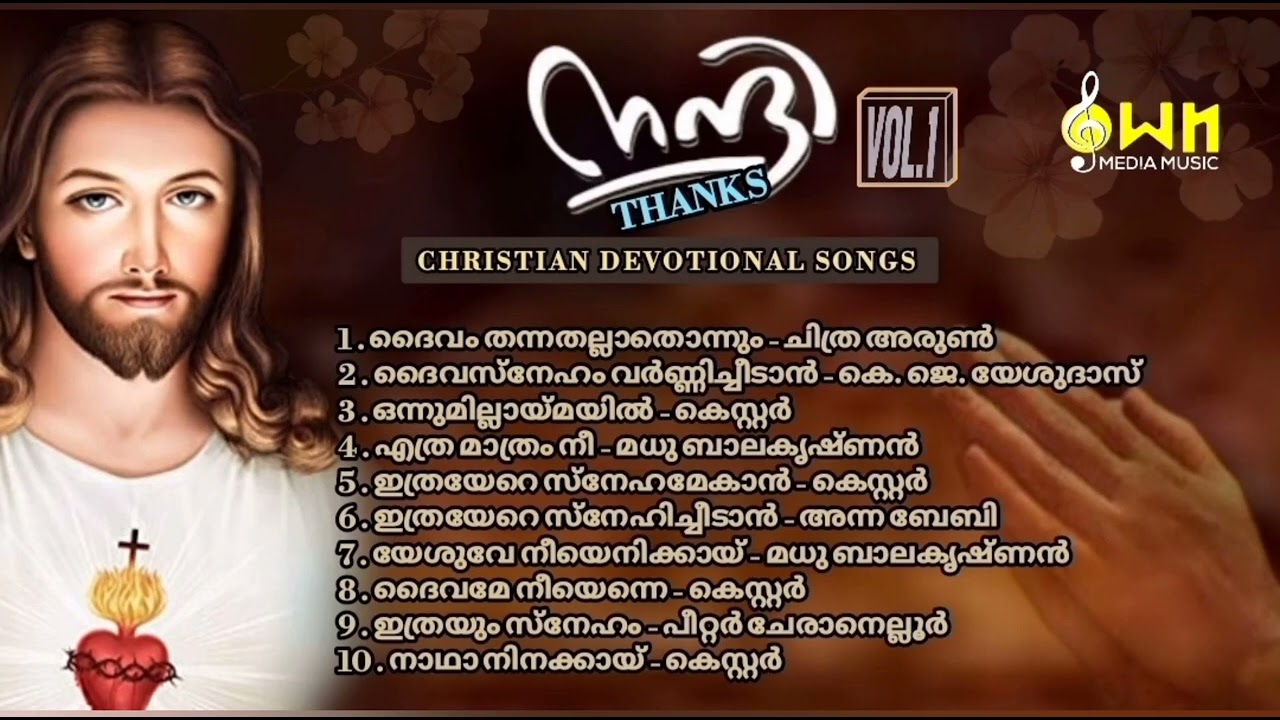 നന്ദി
THANKS
VOL.1
OWN
MEDIA MUSIC
CHRISTIAN DEVOTIONAL SONGS
1. ദൈവം തന്നതല്ലാതൊന്നും - ചിത്ര അരുൺ
2. ദൈവസ്നേഹം വർണ്ണിച്ചീടാൻ - കെ. ജെ. യേശുദാസ്
3. ഒന്നുമില്ലായ്മയിൽ - കെസ്റ്റർ
4. എത്ര മാത്രം നീ - മധു ബാലകൃഷ്ണൻ
5. ഇത്രയേറെ സ്നേഹമേകാൻ - കെസ്റ്റർ
6. ഇത്രയേറെ സ്നേഹിച്ചീടാൻ - അന്ന ബേബി
7. യേശുവേ നീയെനിക്കായ് - മധു ബാലകൃഷ്ണൻ
8. ദൈവമേ നീയെന്നെ - കെസ്റ്റർ
9. ഇത്രയും സ്നേഹം - പീറ്റർ ചേരാനെല്ലൂർ
10. നാഥാ നിനക്കായ് - കെസ്റ്റർ